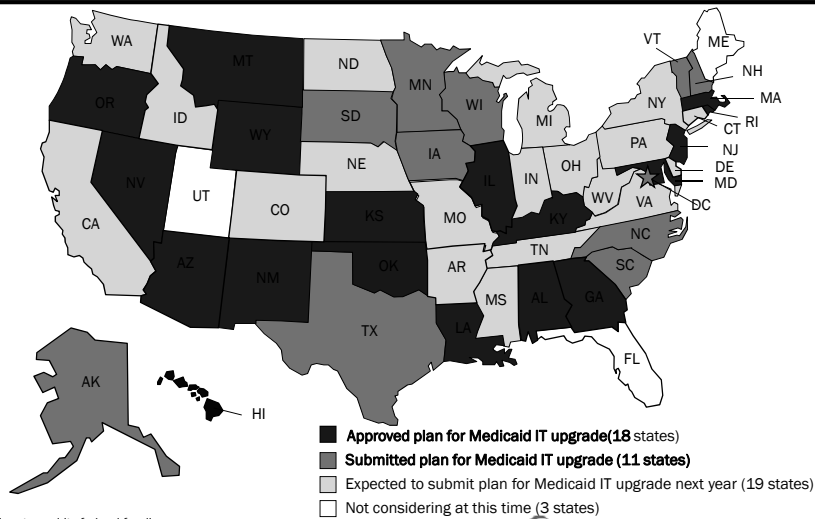 WA
MT
ND
MN
VT
ME
NH
OR
ID
SD
WI
MI
NY
MA
WY
RI
CT
IA
PA
NJ
NE
NV
UT
IL
IN
OH
DE
MD
CO
WV
VA
DC
CA
KS
MO
KY
NC
TN
AZ
NM
OK
AR
SC
MS
AL
GA
TX
LA
FL
AK
HI
Approved plan for Medicaid IT upgrade(18 states)
Submitted plan for Medicaid IT upgrade (11 states)
Expected to submit plan for Medicaid IT upgrade next year (19 states)
Not considering at this time (3 states)